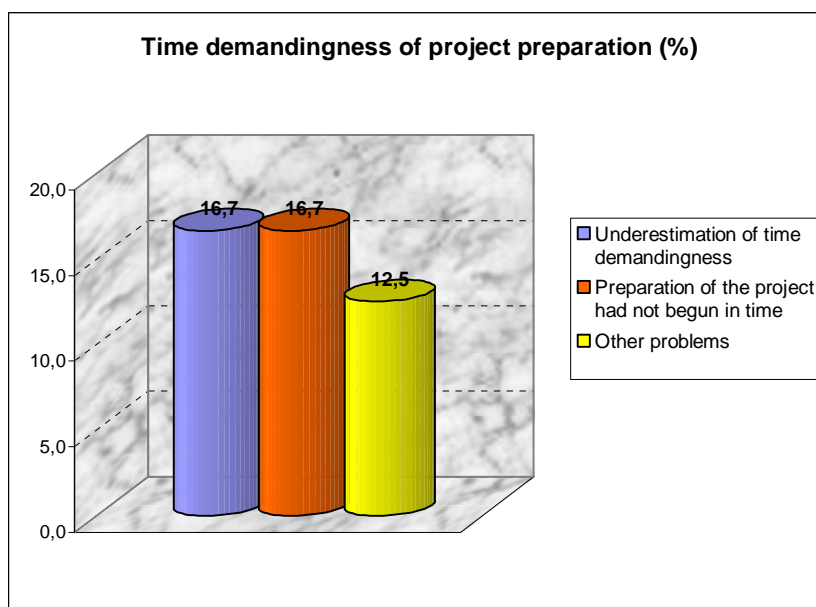 Time demandingness of project preparation (%)
20,0
15,0
10,0
5,0
0,0
16,7
16,7
12,5
Underestimation of time
demandingness
Preparation of the project
had not begun in time
Other problems